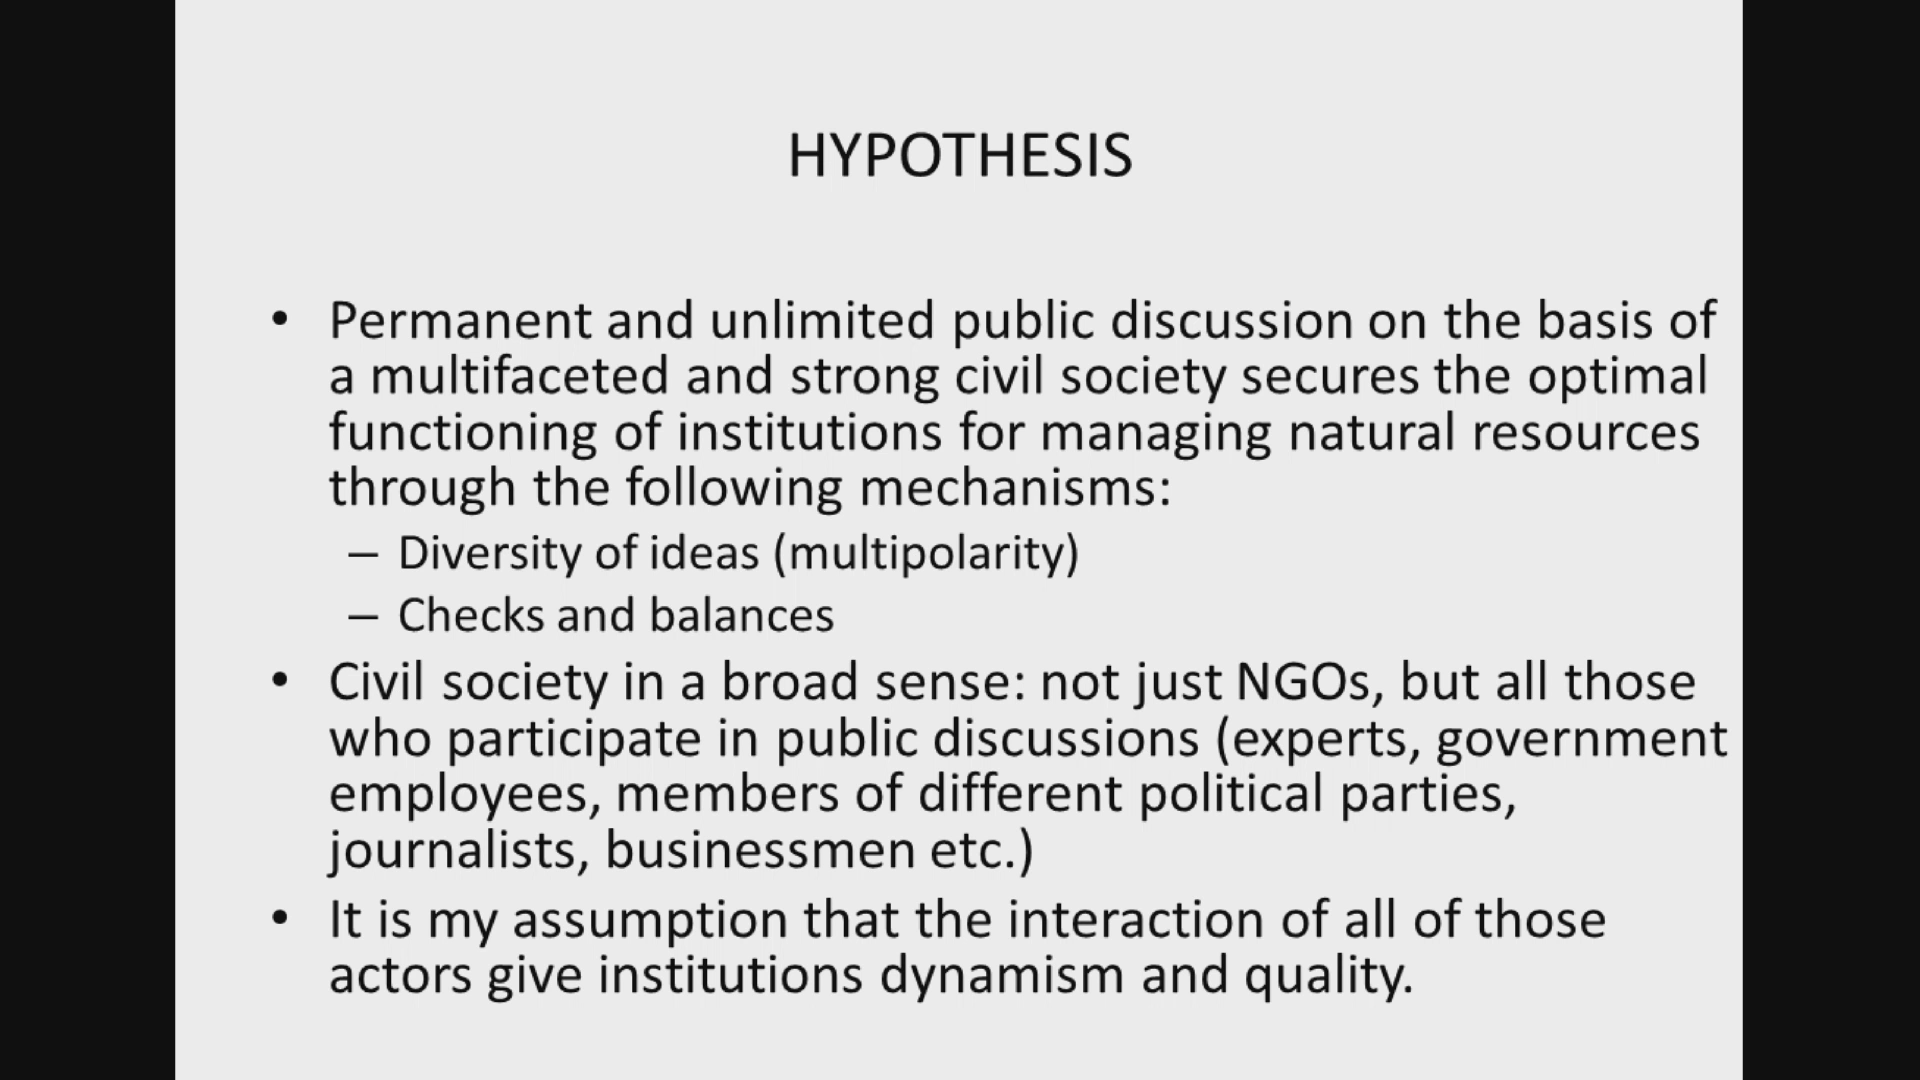 HYPOTHESIS
• Permanent and unlimited public discussion on the basis of
a multifaceted and strong civil society secures the optimal
functioning of institutions for managing natural resources
through the following mechanisms:
– Diversity of ideas (multipolarity)
– Checks and balances
• Civil society in a broad sense: not just NGOs, but all those
who participate in public discussions (experts, government
employees, members of different political parties,
journalists, businessmen etc.)
• It is my assumption that the interaction of all of those
actors give institutions dynamism and quality.